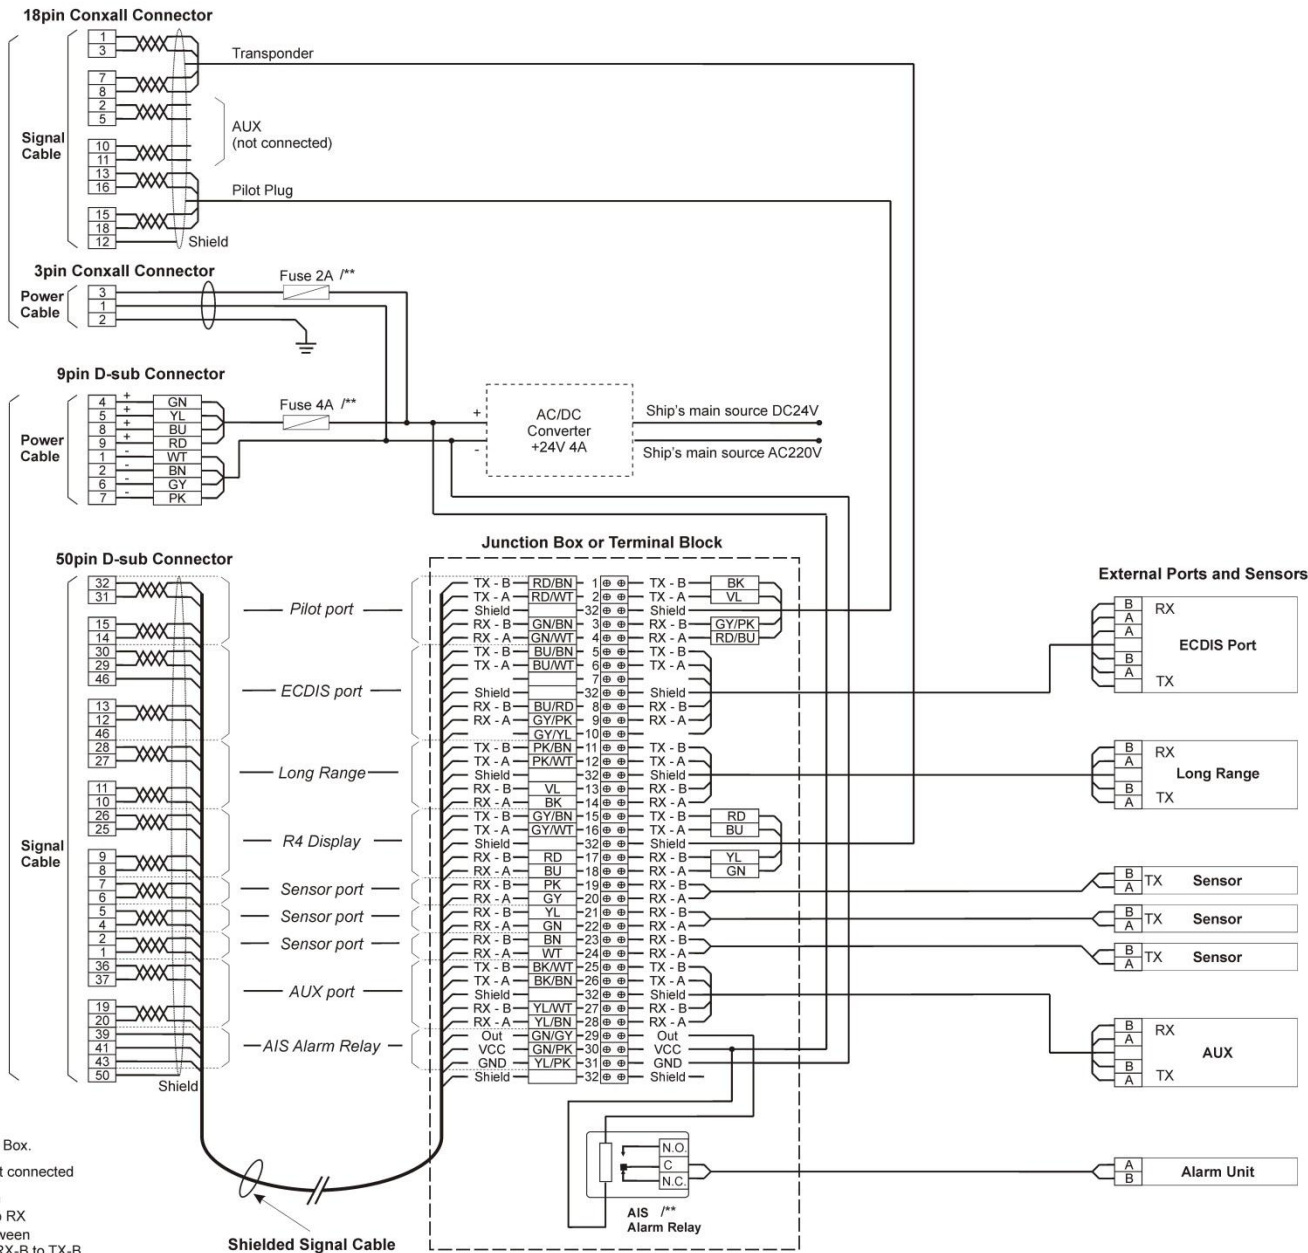 18pin Conxall Connector
Signal Cable
1
3
7
8
2
5
10
11
13
16
15
18
12
Transponder
AUX
(not connected)
Pilot Plug
Shield
3pin Conxall Connector
Power Cable
3
1
2
Fuse 2A /**
9pin D-sub Connector
Power Cable
4 + GN
5 + YL
8 + BU
9 + RD
1 - WT
2 - BN
6 - GY
7 - PK
Fuse 4A /**
+
-
AC/DC
Converter
+24V 4A
Ship's main source DC24V
Ship's main source AC220V
50pin D-sub Connector
Signal Cable
32
31
15
14
30
29
46
13
12
46
28
27
11
10
26
25
9
8
7
6
5
4
2
1
36
37
19
20
39
41
43
50
Shield
Pilot port
ECDIS port
Long Range
R4 Display
Sensor port
Sensor port
Sensor port
AUX port
AIS Alarm Relay
Junction Box or Terminal Block
TX - B RD/BN 1 TX - B BK
TX - A RD/WT 2 TX - A VL
Shield 32 Shield
RX - B GN/BN 3 RX - B GY/PK
RX - A GN/WT 4 RX - A RD/BU
TX - B BU/BN 5 TX - B
TX - A BU/WT 6 TX - A
7
Shield 32 Shield
RX - B BU/RD 8 RX - B
RX - A GY/PK 9 RX - A
GY/YL 10
TX - B PK/BN 11 TX - B
TX - A PK/WT 12 TX - A
Shield 32 Shield
RX - B VL 13 RX - B
RX - A BK 14 RX - A
TX - B GY/BN 15 TX - B RD
TX - A GY/WT 16 TX - A BU
Shield 32 Shield
RX - B RD 17 RX - B YL
RX - A BU 18 RX - A GN
RX - B PK 19 RX - B
RX - A GY 20 RX - A
RX - B YL 21 RX - B
RX - A GN 22 RX - A
RX - B BN 23 RX - B
RX - A WT 24 RX - A
TX - B BK/WT 25 TX - B
TX - A BK/BN 26 TX - A
Shield 32 Shield
RX - B YL/WT 27 RX - B
RX - A YL/BN 28 RX - A
Out GN/GY 29 Out
VCC GN/PK 30 VCC
GND YL/PK 31 GND
Shield 32 Shield
N.O.
C
N.C.
AIS /**
Alarm Relay
External Ports and Sensors
B RX
A
A
ECDIS Port
B
A
TX
B RX
A
Long Range
B TX
A
B TX Sensor
A
B TX Sensor
A
B TX Sensor
A
B RX
A
AUX
B TX
A
A Alarm Unit
B
Box.
connected
RX
RX-B to TX-B
Shielded Signal Cable